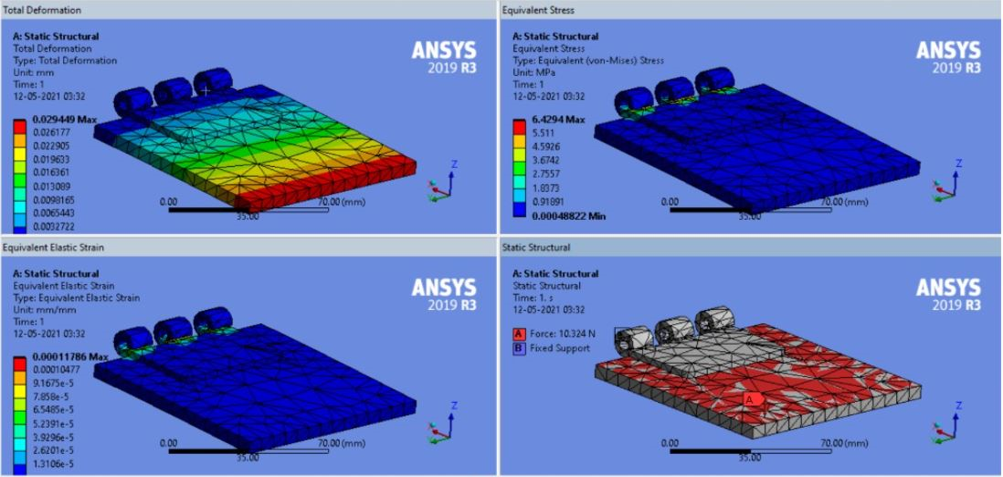 Total Deformation
A: Static Structural
Total Deformation
Type: Total Deformation
Unit: mm
Time: 1
12-05-2021 03:32
ANSYS
2019 R3
0.029449 Max
0.026177
0.022905
0.019633
0.016361
0.013089
0.0098165
0.0065443
0.0032722
Z
0.00
35.00
70.00 (mm)
Equivalent Stress
A: Static Structural
Equivalent Stress
Type: Equivalent (von-Mises) Stress
Unit: MPa
Time: 1
12-05-2021 03:32
ANSYS
2019 R3
6.4294 Max
5.511
4.5926
3.6742
2.7557
1.8373
0.91891
0.00048822 Min
Z
0.00
35.00
70.00 (mm)
Equivalent Elastic Strain
A: Static Structural
Equivalent Elastic Strain
Type: Equivalent Elastic Strain
Unit: mm/mm
Time: 1
12-05-2021 03:32
ANSYS
2019 R3
0.00011786 Max
0.00010477
9.1675e-5
7.858e-5
6.5485e-5
5.2391e-5
3.9296e-5
2.6201e-5
1.3106e-5
Z
0.00
35.00
70.00 (mm)
Static Structural
A: Static Structural
Static Structural
Time: 1. s
12-05-2021 03:32
ANSYS
2019 R3
A Force: 10.324 N
B Fixed Support
A
Z
0.00
35.00
70.00 (mm)